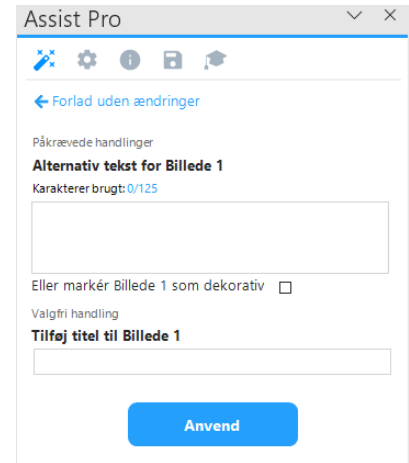 Assist Pro
Forlad uden ændringer
Påkrævede handlinger
Alternativ tekst for Billede 1
Karakterer brugt: 0/125
Eller markér Billede 1 som dekorativ
Valgfri handling
Tilføj titel til Billede 1
Anvend